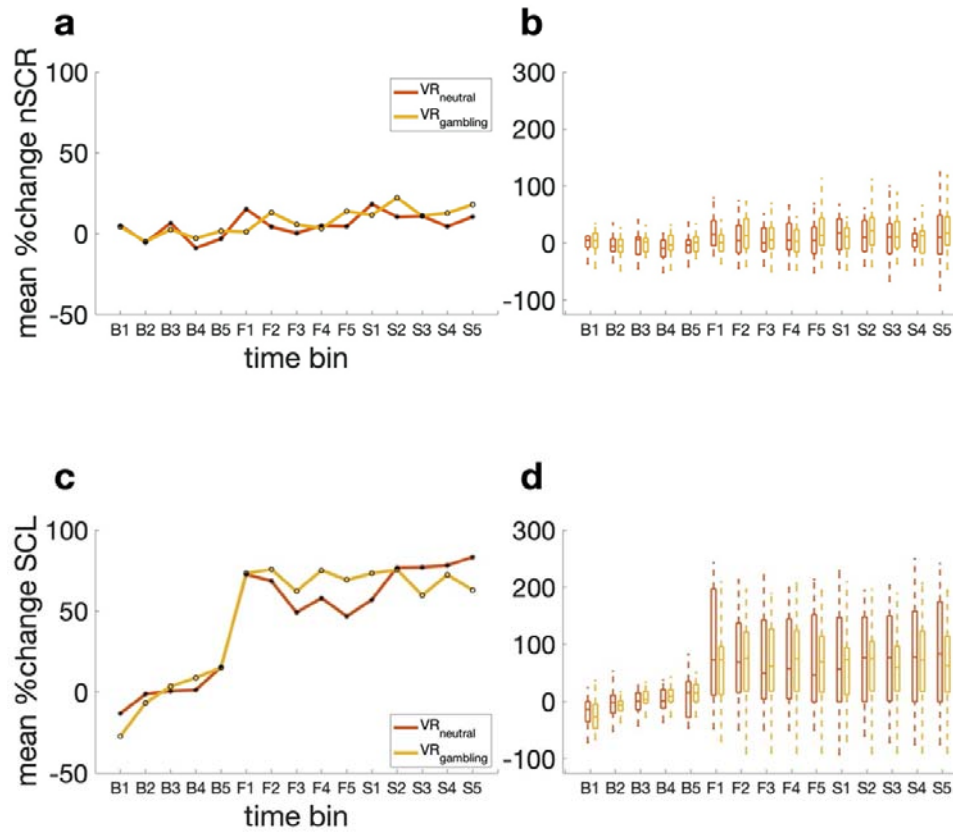 a
mean %change nSCR
100
50
0
-50
VRneutral
VRgambling
B1 B2 B3 B4 B5 F1 F2 F3 F4 F5 S1 S2 S3 S4 S5
time bin
b
300
200
100
0
-100
B1 B2 B3 B4 B5 F1 F2 F3 F4 F5 S1 S2 S3 S4 S5
c
mean %change SCL
100
50
0
-50
VRneutral
VRgambling
B1 B2 B3 B4 B5 F1 F2 F3 F4 F5 S1 S2 S3 S4 S5
time bin
d
300
200
100
0
-100
B1 B2 B3 B4 B5 F1 F2 F3 F4 F5 S1 S2 S3 S4 S5